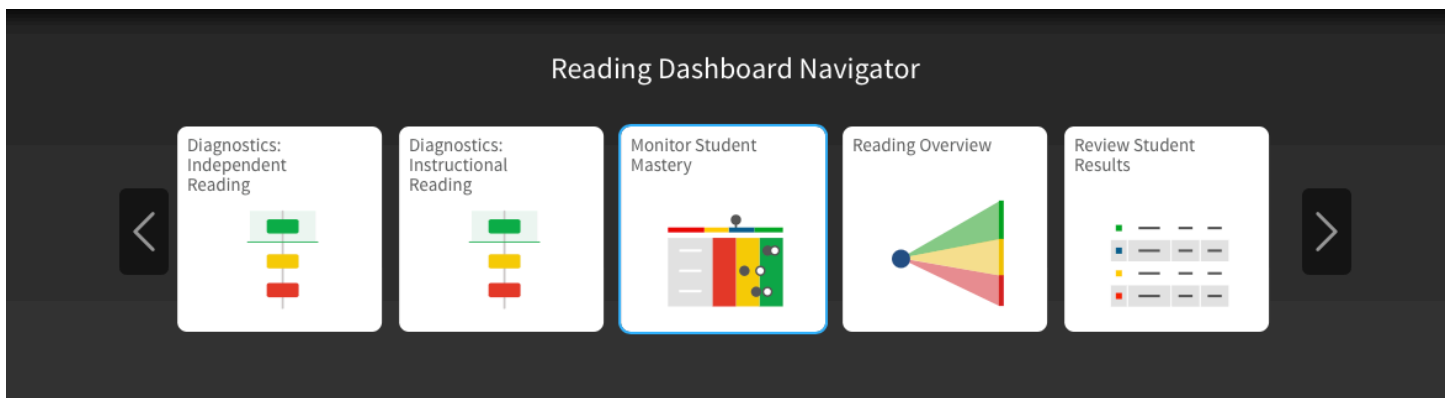 Reading Dashboard Navigator
Diagnostics:
Independent
Reading
Diagnostics:
Instructional
Reading
Monitor Student
Mastery
Reading Overview
Review Student
Results